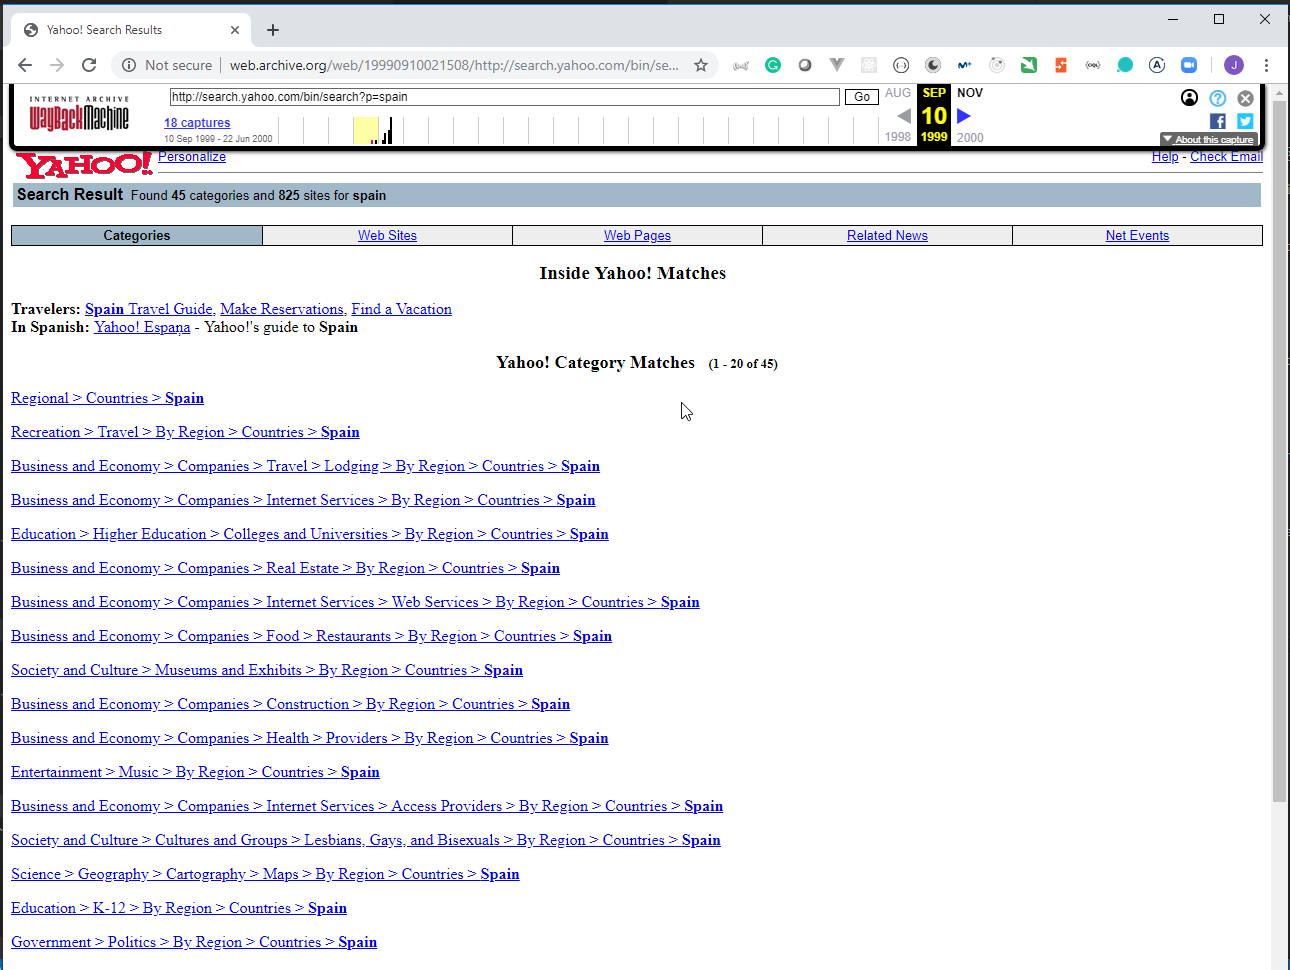 Yahoo! Search Results
Not secure | web.archive.org/web/19990910021508/http://search.yahoo.com/bin/se...
INTERNET ARCHIVE
WayBackMachine
http://search.yahoo.com/bin/search?p=spain
Go
AUG SEP NOV
18 captures
10 Sep 1999 - 22 Jun 2000
10
1998 1999 2000
About this capture
YAHOO!
Personalize
Help - Check Email
Search Result Found 45 categories and 825 sites for spain
Categories Web Sites Web Pages Related News Net Events
Inside Yahoo! Matches
Travelers: Spain Travel Guide, Make Reservations, Find a Vacation
In Spanish: Yahoo! Espana - Yahoo!'s guide to Spain
Yahoo! Category Matches (1 - 20 of 45)
Regional > Countries > Spain
Recreation > Travel > By Region > Countries > Spain
Business and Economy > Companies > Travel > Lodging > By Region > Countries > Spain
Business and Economy > Companies > Internet Services > By Region > Countries > Spain
Education > Higher Education > Colleges and Universities > By Region > Countries > Spain
Business and Economy > Companies > Real Estate > By Region > Countries > Spain
Business and Economy > Companies > Internet Services > Web Services > By Region > Countries > Spain
Business and Economy > Companies > Food > Restaurants > By Region > Countries > Spain
Society and Culture > Museums and Exhibits > By Region > Countries > Spain
Business and Economy > Companies > Construction > By Region > Countries > Spain
Business and Economy > Companies > Health > Providers > By Region > Countries > Spain
Entertainment > Music > By Region > Countries > Spain
Business and Economy > Companies > Internet Services > Access Providers > By Region > Countries > Spain
Society and Culture > Cultures and Groups > Lesbians, Gays, and Bisexuals > By Region > Countries > Spain
Science > Geography > Cartography > Maps > By Region > Countries > Spain
Education > K-12 > By Region > Countries > Spain
Government > Politics > By Region > Countries > Spain